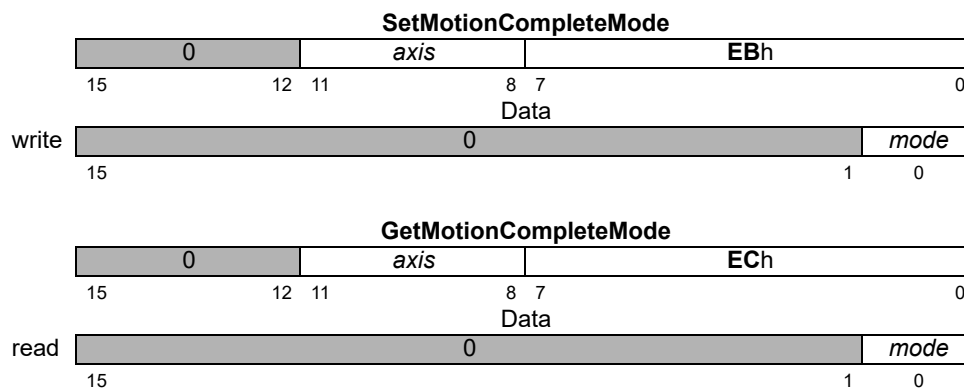 SetMotionCompleteMode
0 axis EBh
15 12 11 8 7 0
Data
write 0 mode
15 1 0
GetMotionCompleteMode
0 axis ECh
15 12 11 8 7 0
Data
read 0 mode
15 1 0